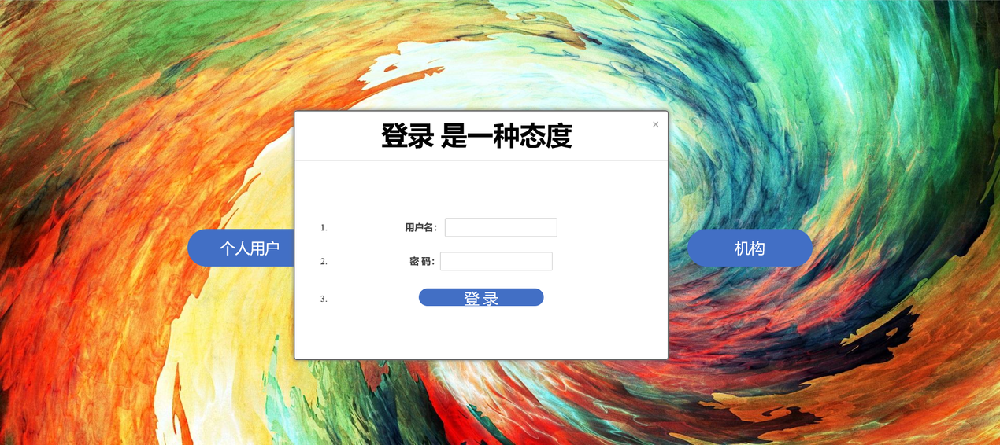 登录 是一种态度
×
1. 用户名:
个人用户
机构
2. 密 码:
3. 登 录